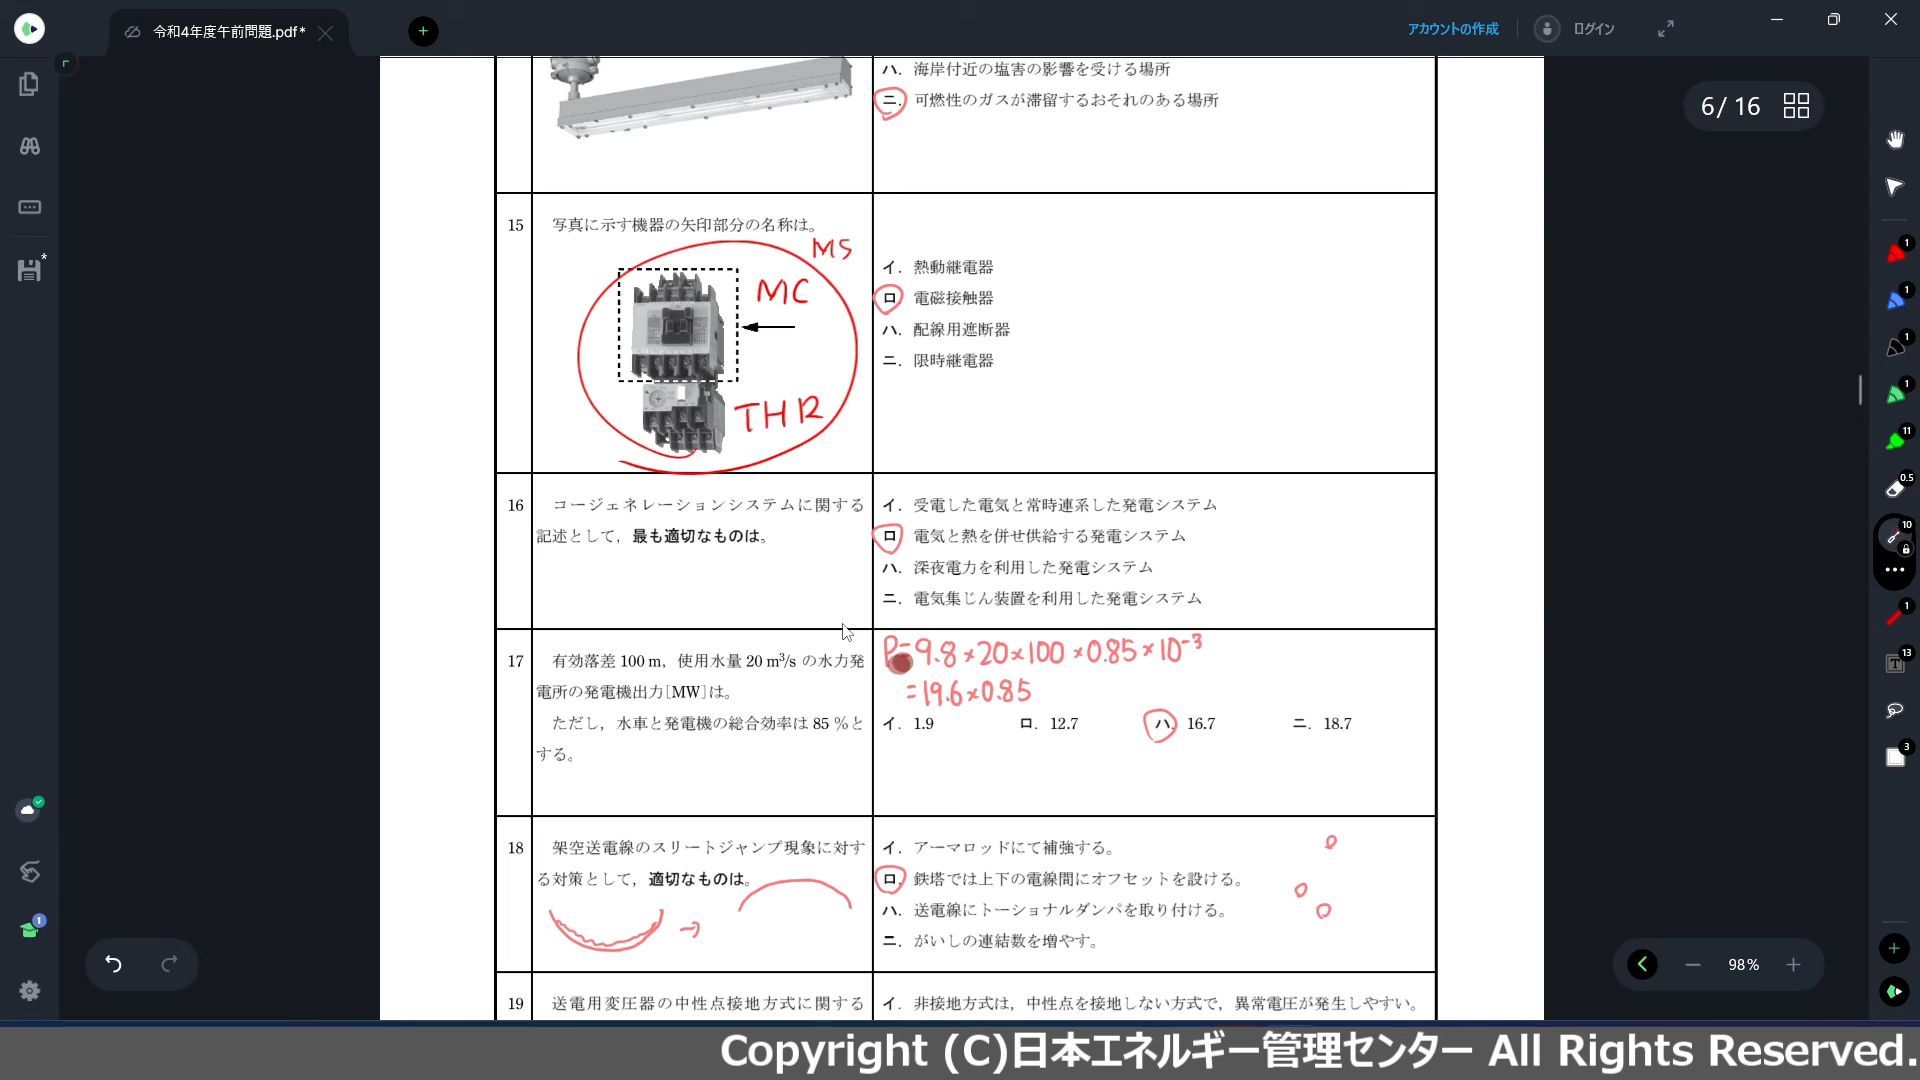 令和4年度午前問題.pdf*
アカウントの作成
ログイン
6/ 16
ハ．海岸付近の塩害の影響を受ける場所
ニ．可燃性のガスが滞留するおそれのある場所
15
写真に示す機器の矢印部分の名称は。
MS
MC
THR
イ．熱動継電器
ロ．電磁接触器
ハ．配線用遮断器
ニ．限時継電器
16
コージェネレーションシステムに関する
記述として，最も適切なものは。
イ．受電した電気と常時連系した発電システム
ロ．電気と熱を併せ供給する発電システム
ハ．深夜電力を利用した発電システム
ニ．電気集じん装置を利用した発電システム
17
有効落差 100 m，使用水量 20 m³/s の水力発
電所の発電機出力[MW]は。
ただし，水車と発電機の総合効率は 85 %と
する。
P=9.8×20×100×0.85×10⁻³
=19.6×0.85
イ．1.9 ロ．12.7 ハ．16.7 ニ．18.7
18
架空送電線のスリートジャンプ現象に対す
る対策として，適切なものは。
イ．アーマロッドにて補強する。
ロ．鉄塔では上下の電線間にオフセットを設ける。
ハ．送電線にトーショナルダンパを取り付ける。
ニ．がいしの連結数を増やす。
19
送電用変圧器の中性点接地方式に関する
イ．非接地方式は，中性点を接地しない方式で，異常電圧が発生しやすい。
1
1
1
1
11
0.5
10
1
13
T
3
1
98%
Copyright (C)日本エネルギー管理センター All Rights Reserved.